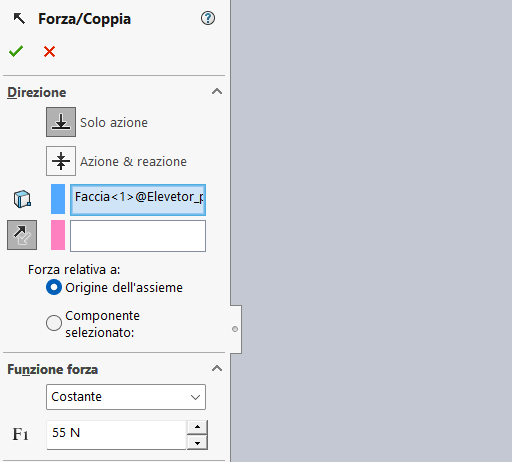 Forza/Coppia
Direzione
Solo azione
Azione & reazione
Faccia<1>@Elevetor_p
Forza relativa a:
Origine dell'assieme
Componente
selezionato:
Funzione forza
Costante
F1
55 N